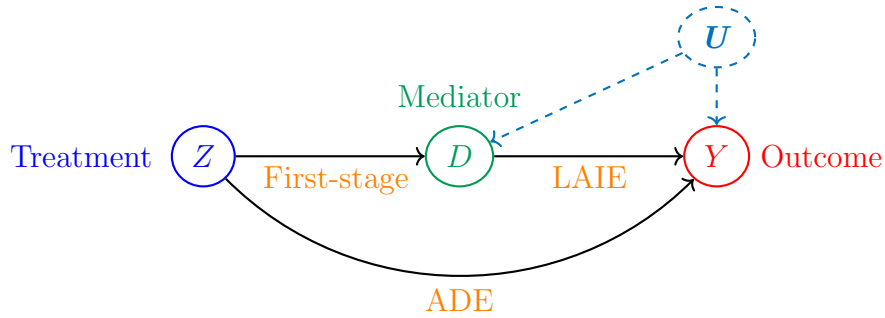 U
Mediator
Treatment Z D Y Outcome
First-stage LAIE
ADE